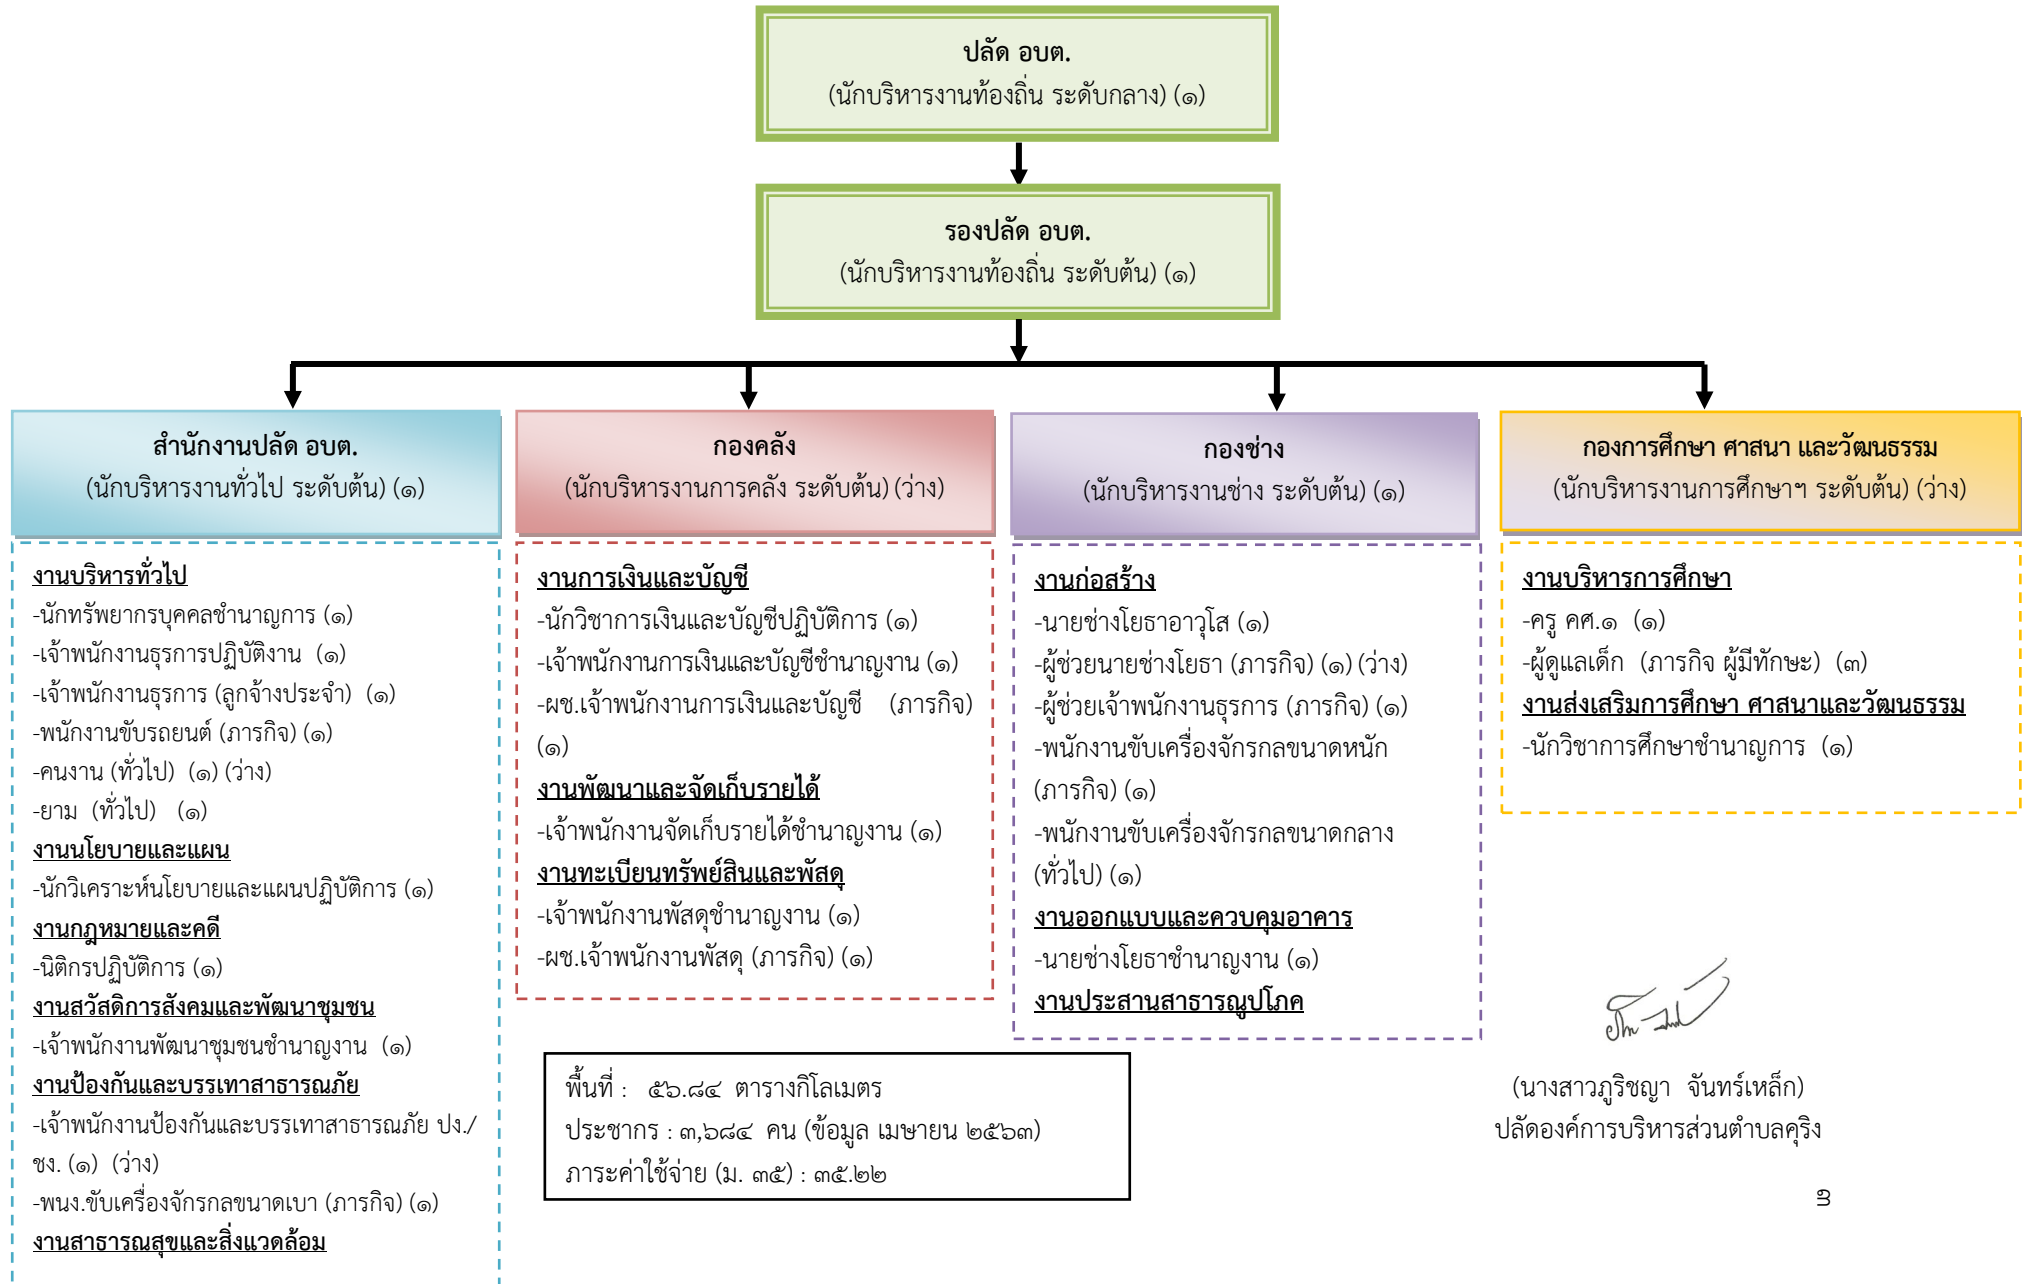 ปลัด อบต.
(นักบริหารงานท้องถิ่น ระดับกลาง) (๑)
รองปลัด อบต.
(นักบริหารงานท้องถิ่น ระดับต้น) (๑)
สำนักงานปลัด อบต.
(นักบริหารงานทั่วไป ระดับต้น) (๑)
งานบริหารทั่วไป
-นักทรัพยากรบุคคลชำนาญการ (๑)
-เจ้าพนักงานธุรการปฏิบัติงาน (๑)
-เจ้าพนักงานธุรการ (ลูกจ้างประจำ) (๑)
-พนักงานขับรถยนต์ (ภารกิจ) (๑)
-คนงาน (ทั่วไป) (๑) (ว่าง)
-ยาม (ทั่วไป) (๑)
งานนโยบายและแผน
-นักวิเคราะห์นโยบายและแผนปฏิบัติการ (๑)
งานกฎหมายและคดี
-นิติกรปฏิบัติการ (๑)
งานสวัสดิการสังคมและพัฒนาชุมชน
-เจ้าพนักงานพัฒนาชุมชนชำนาญงาน (๑)
งานป้องกันและบรรเทาสาธารณภัย
-เจ้าพนักงานป้องกันและบรรเทาสาธารณภัย ปง./
ชง. (๑) (ว่าง)
-พนง.ขับเครื่องจักรกลขนาดเบา (ภารกิจ) (๑)
งานสาธารณสุขและสิ่งแวดล้อม
กองคลัง
(นักบริหารงานการคลัง ระดับต้น) (ว่าง)
งานการเงินและบัญชี
-นักวิชาการเงินและบัญชีปฏิบัติการ (๑)
-เจ้าพนักงานการเงินและบัญชีชำนาญงาน (๑)
-ผช.เจ้าพนักงานการเงินและบัญชี (ภารกิจ)
(๑)
งานพัฒนาและจัดเก็บรายได้
-เจ้าพนักงานจัดเก็บรายได้ชำนาญงาน (๑)
งานทะเบียนทรัพย์สินและพัสดุ
-เจ้าพนักงานพัสดุชำนาญงาน (๑)
-ผช.เจ้าพนักงานพัสดุ (ภารกิจ) (๑)
กองช่าง
(นักบริหารงานช่าง ระดับต้น) (๑)
งานก่อสร้าง
-นายช่างโยธาอาวุโส (๑)
-ผู้ช่วยนายช่างโยธา (ภารกิจ) (๑) (ว่าง)
-ผู้ช่วยเจ้าพนักงานธุรการ (ภารกิจ) (๑)
-พนักงานขับเครื่องจักรกลขนาดหนัก
(ภารกิจ) (๑)
-พนักงานขับเครื่องจักรกลขนาดกลาง
(ทั่วไป) (๑)
งานออกแบบและควบคุมอาคาร
-นายช่างโยธาชำนาญงาน (๑)
งานประสานสาธารณูปโภค
กองการศึกษา ศาสนา และวัฒนธรรม
(นักบริหารงานการศึกษาฯ ระดับต้น) (ว่าง)
งานบริหารการศึกษา
-ครู คศ.๑ (๑)
-ผู้ดูแลเด็ก (ภารกิจ ผู้มีทักษะ) (๓)
งานส่งเสริมการศึกษา ศาสนาและวัฒนธรรม
-นักวิชาการศึกษาชำนาญการ (๑)
พื้นที่ : ๕๖.๘๔ ตารางกิโลเมตร
ประชากร : ๓,๖๘๔ คน (ข้อมูล เมษายน ๒๕๖๓)
ภาระค่าใช้จ่าย (ม. ๓๕) : ๓๕.๒๒
(นางสาวภูริชญา จันทร์เหล็ก)
ปลัดองค์การบริหารส่วนตำบลคุริง